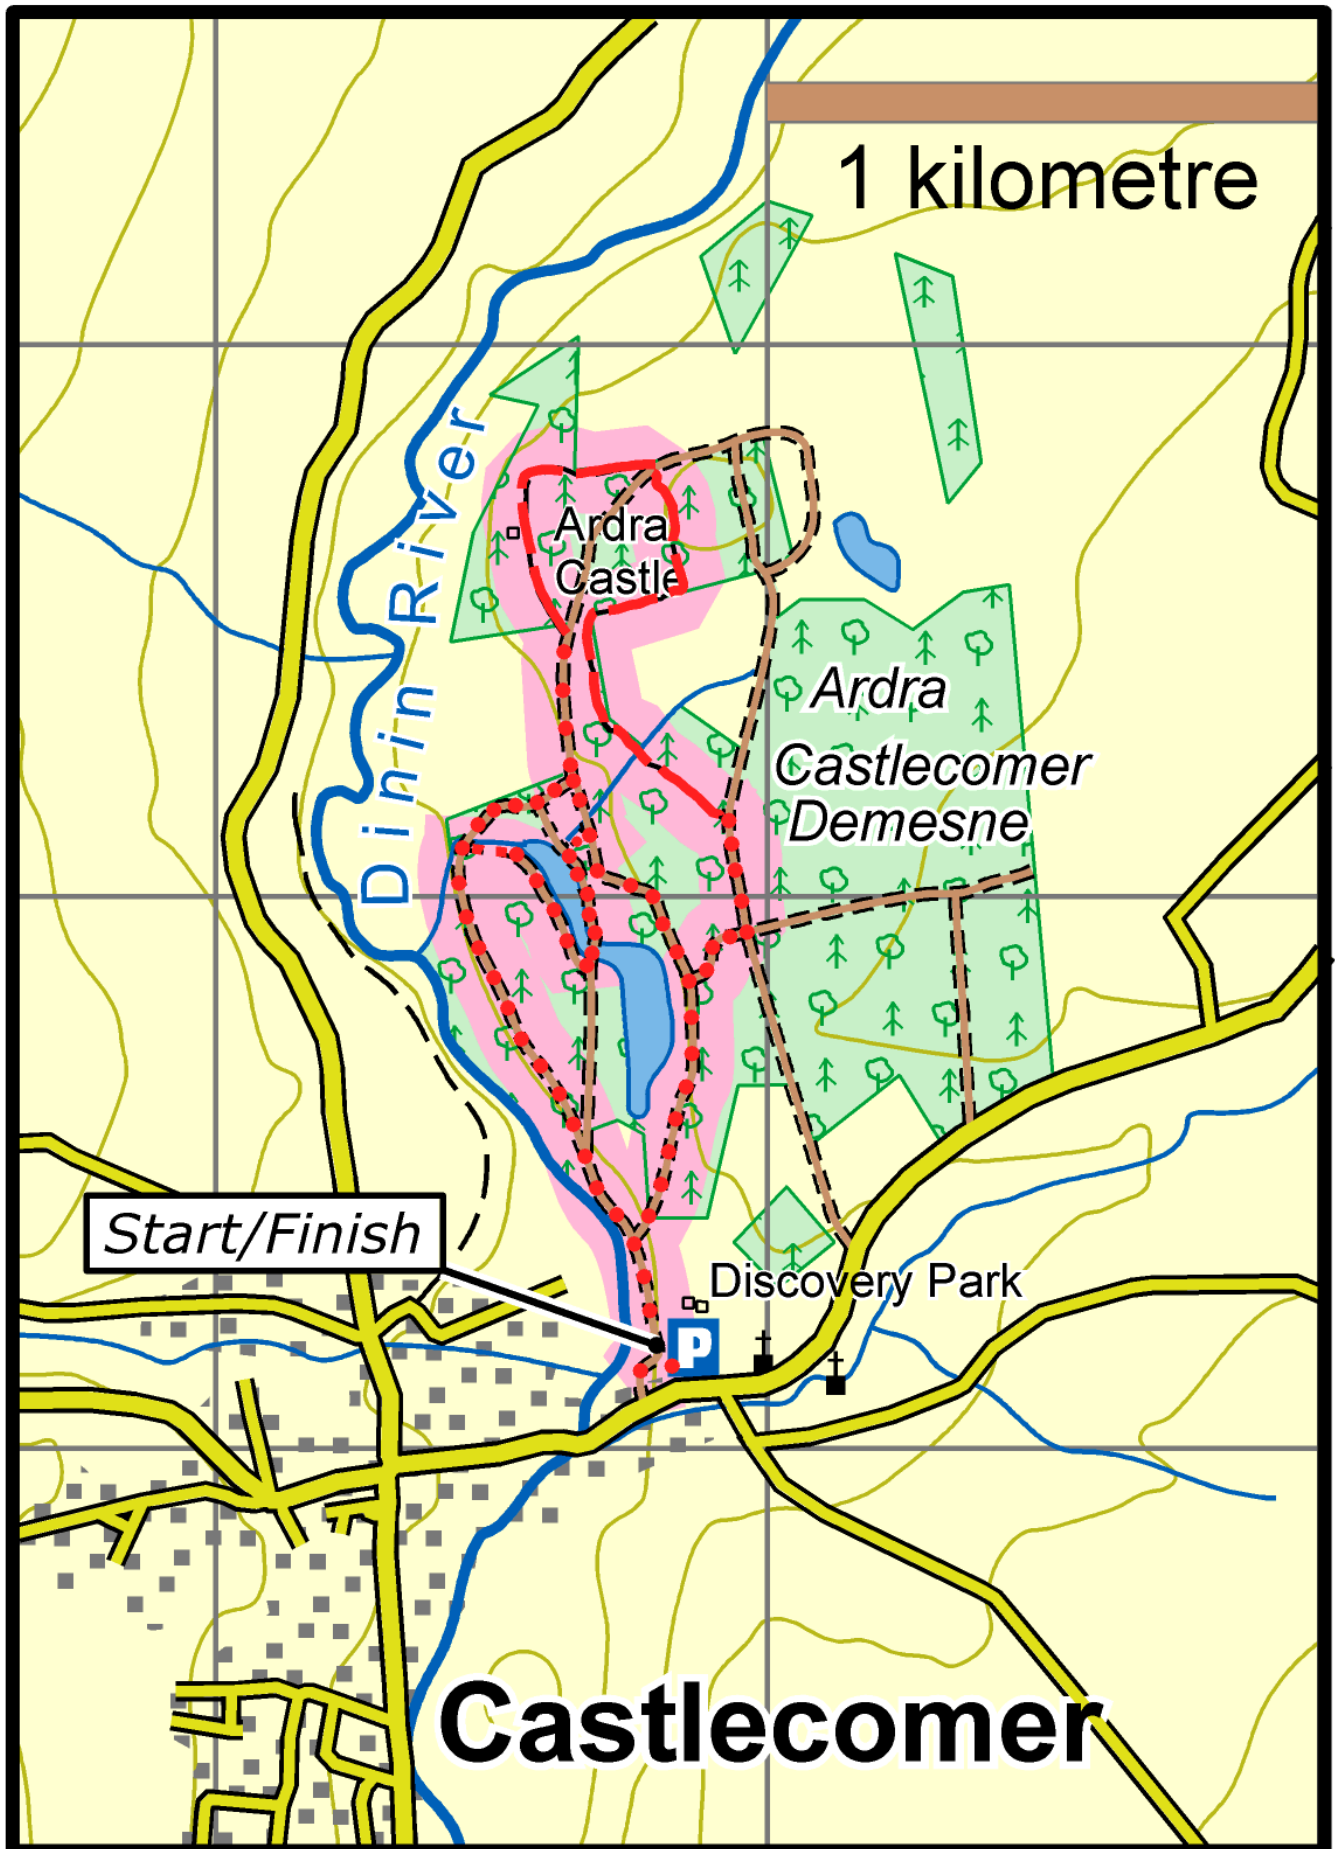 1 kilometre
Dinin River
Ardra
Castle
Ardra
Castlecomer
Demesne
Start/Finish
Discovery Park
P
Castlecomer